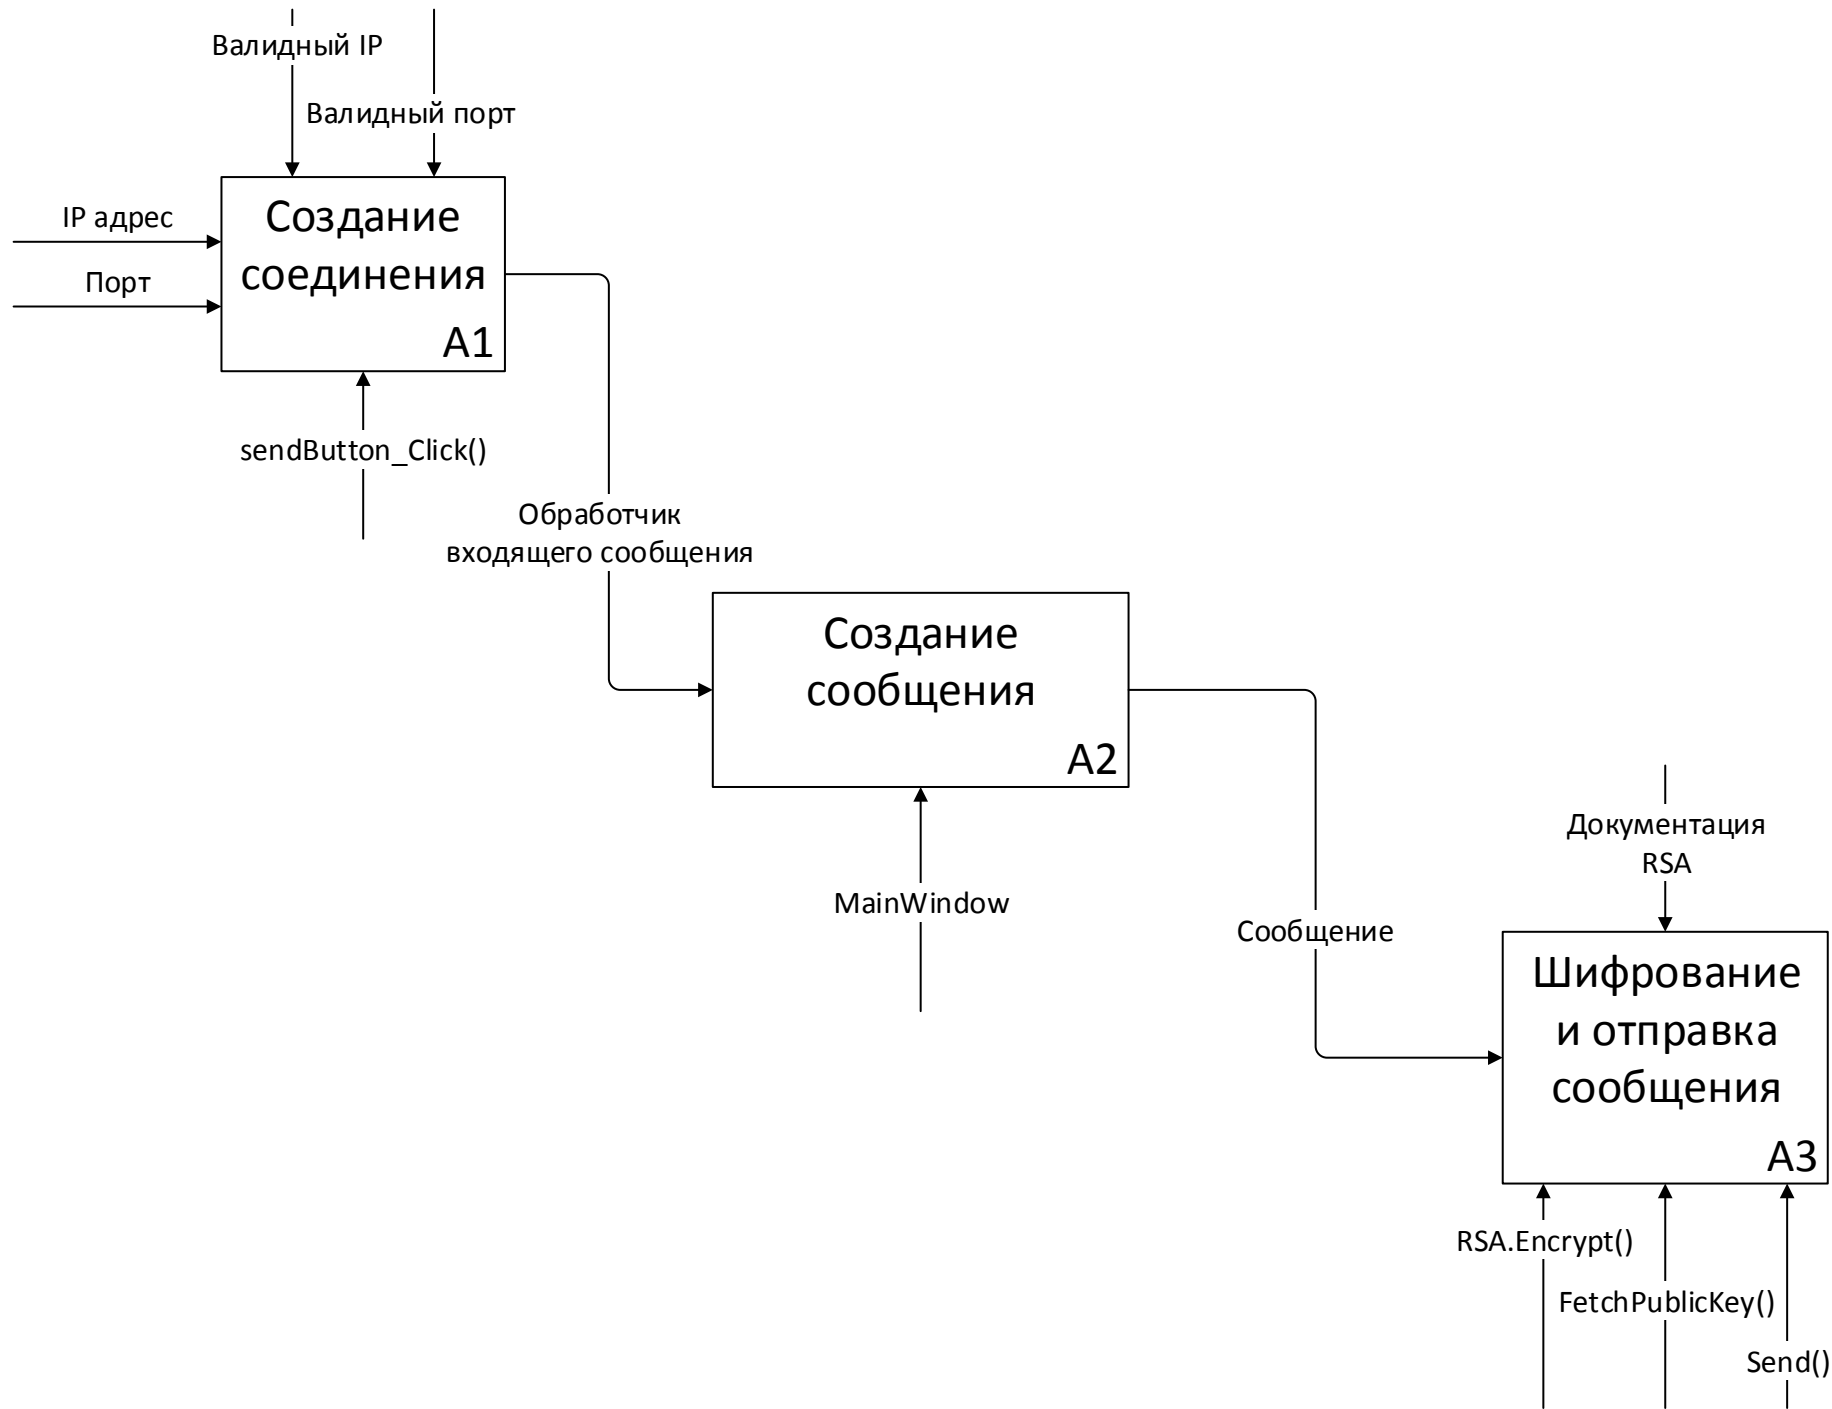 Валидный IP
Валидный порт
IP адрес
Порт
Создание
соединения
A1
sendButton_Click()
Обработчик
входящего сообщения
Создание
сообщения
A2
MainWindow
Сообщение
Документация
RSA
Шифрование
и отправка
сообщения
A3
RSA.Encrypt()
FetchPublicKey()
Send()